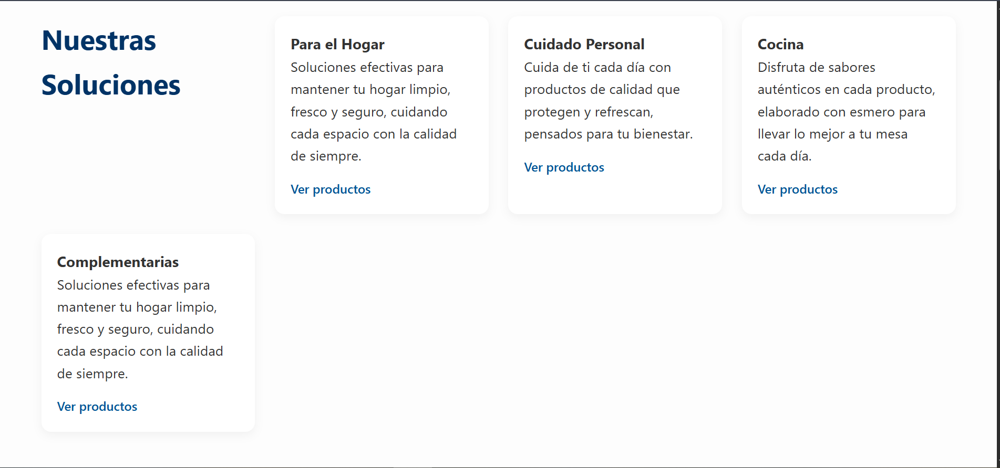 Nuestras
Soluciones
Para el Hogar
Soluciones efectivas para
mantener tu hogar limpio,
fresco y seguro, cuidando
cada espacio con la calidad
de siempre.
Ver productos
Cuidado Personal
Cuida de ti cada día con
productos de calidad que
protegen y refrescan,
pensados para tu bienestar.
Ver productos
Cocina
Disfruta de sabores
auténticos en cada producto,
elaborado con esmero para
llevar lo mejor a tu mesa
cada día.
Ver productos
Complementarias
Soluciones efectivas para
mantener tu hogar limpio,
fresco y seguro, cuidando
cada espacio con la calidad
de siempre.
Ver productos